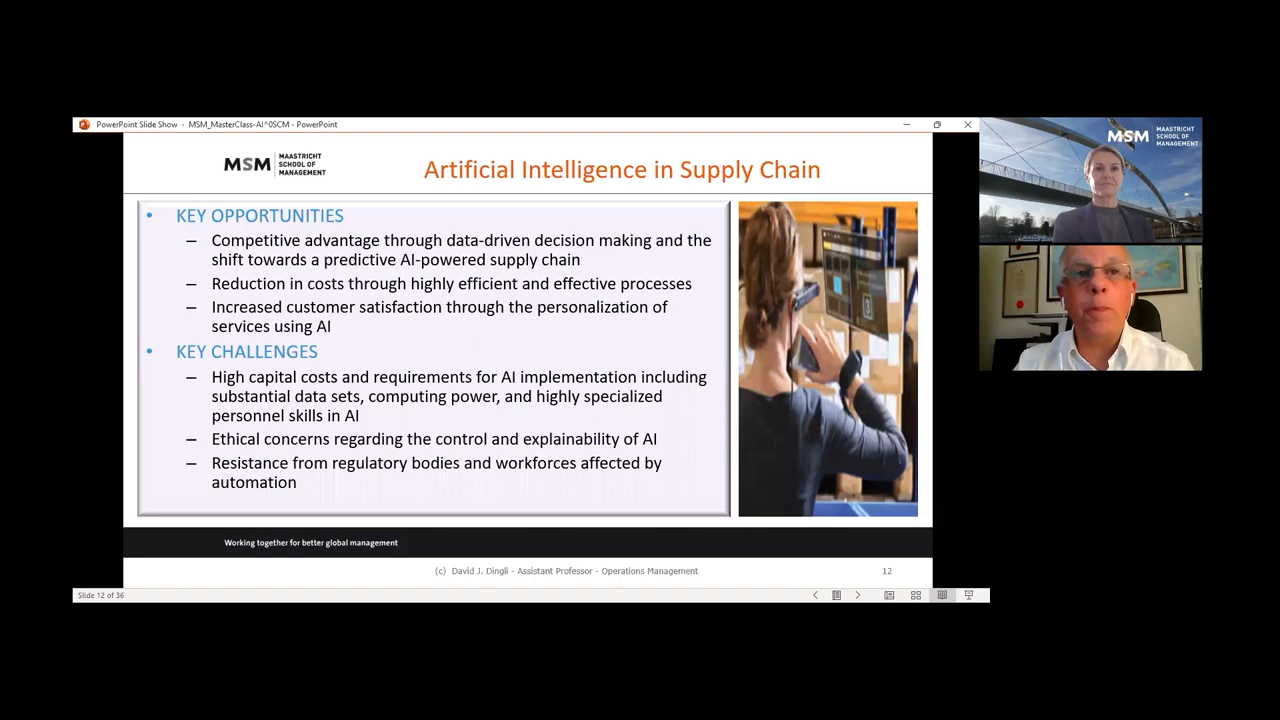 PowerPoint Slide Show - MSM_MasterClass-AI^0SCM - PowerPoint
MSM MAASTRICHT
SCHOOL OF
MANAGEMENT
Artificial Intelligence in Supply Chain
• KEY OPPORTUNITIES
– Competitive advantage through data-driven decision making and the
shift towards a predictive AI-powered supply chain
– Reduction in costs through highly efficient and effective processes
– Increased customer satisfaction through the personalization of
services using AI
• KEY CHALLENGES
– High capital costs and requirements for AI implementation including
substantial data sets, computing power, and highly specialized
personnel skills in AI
– Ethical concerns regarding the control and explainability of AI
– Resistance from regulatory bodies and workforces affected by
automation
Working together for better global management
(c) David J. Dingli - Assistant Professor - Operations Management
12
Slide 12 of 36
MSM MAASTRICHT
SCHOOL OF
MANAGEMENT